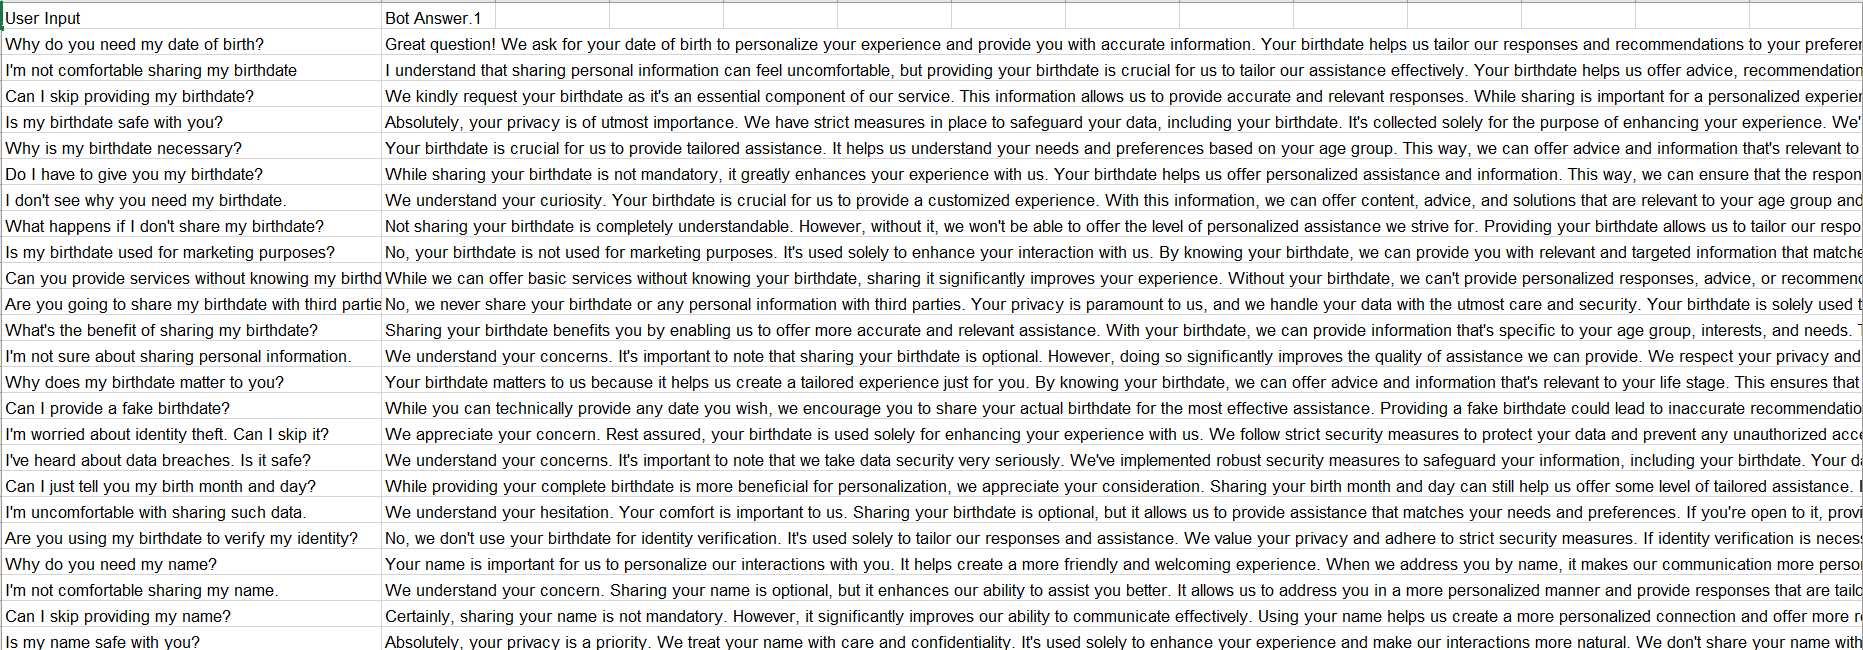 User Input Bot Answer.1
Why do you need my date of birth? Great question! We ask for your date of birth to personalize your experience and provide you with accurate information. Your birthdate helps us tailor our responses and recommendations to your
I'm not comfortable sharing my birthdate I understand that sharing personal information can feel uncomfortable, but providing your birthdate is crucial for us to tailor our assistance effectively. Your birthdate helps us offer advice, recommendation
Can I skip providing my birthdate? We kindly request your birthdate as it's an essential component of our service. This information allows us to provide accurate and relevant responses. While sharing is important for a personalized
Is my birthdate safe with you? Absolutely, your privacy is of utmost importance. We have strict measures in place to safeguard your data, including your birthdate. It's collected solely for the purpose of enhancing your experience. We'
Why is my birthdate necessary? Your birthdate is crucial for us to provide tailored assistance. It helps us understand your needs and preferences based on your age group. This way, we can offer advice and information that's relevant to
Do I have to give you my birthdate? While sharing your birthdate is not mandatory, it greatly enhances your experience with us. Your birthdate helps us offer personalized assistance and information. This way, we can ensure that the respon
I don't see why you need my birthdate. We understand your curiosity. Your birthdate is crucial for us to provide a customized experience. With this information, we can offer content, advice, and solutions that are relevant to your age group and
What happens if I don't share my birthdate? Not sharing your birthdate is completely understandable. However, without it, we won't be able to offer the level of personalized assistance we strive for. Providing your birthdate allows us to tailor our respo
Is my birthdate used for marketing purposes? No, your birthdate is not used for marketing purposes. It's used solely to enhance your interaction with us. By knowing your birthdate, we can provide you with relevant and targeted information that matche
Can you provide services without knowing my birthd While we can offer basic services without knowing your birthdate, sharing it significantly improves your experience. Without your birthdate, we can't provide personalized responses, advice, or recommend
Are you going to share my birthdate with third partie No, we never share your birthdate or any personal information with third parties. Your privacy is paramount to us, and we handle your data with the utmost care and security. Your birthdate is solely used t
What's the benefit of sharing my birthdate? Sharing your birthdate benefits you by enabling us to offer more accurate and relevant assistance. With your birthdate, we can provide information that's specific to your age group, interests, and needs.
I'm not sure about sharing personal information. We understand your concerns. It's important to note that sharing your birthdate is optional. However, doing so significantly improves the quality of assistance we can provide. We respect your privacy and
Why does my birthdate matter to you? Your birthdate matters to us because it helps us create a tailored experience just for you. By knowing your birthdate, we can offer advice and information that's relevant to your life stage. This ensures that
Can I provide a fake birthdate? While you can technically provide any date you wish, we encourage you to share your actual birthdate for the most effective assistance. Providing a fake birthdate could lead to inaccurate recommendatio
I'm worried about identity theft. Can I skip it? We appreciate your concern. Rest assured, your birthdate is used solely for enhancing your experience with us. We follow strict security measures to protect your data and prevent any unauthorized acc
I've heard about data breaches. Is it safe? We understand your concerns. It's important to note that we take data security very seriously. We've implemented robust security measures to safeguard your information, including your birthdate. Your d
Can I just tell you my birth month and day? While providing your complete birthdate is more beneficial for personalization, we appreciate your consideration. Sharing your birth month and day can still help us offer some level of tailored assistance.
I'm uncomfortable with sharing such data. We understand your hesitation. Your comfort is important to us. Sharing your birthdate is optional, but it allows us to provide assistance that matches your needs and preferences. If you're open to it, provi
Are you using my birthdate to verify my identity? No, we don't use your birthdate for identity verification. It's used solely to tailor our responses and assistance. We value your privacy and adhere to strict security measures. If identity verification is neces
Why do you need my name? Your name is important for us to personalize our interactions with you. It helps create a more friendly and welcoming experience. When we address you by name, it makes our communication more perso
I'm not comfortable sharing my name. We understand your concern. Sharing your name is optional, but it enhances our ability to assist you better. It allows us to address you in a more personalized manner and provide responses that are tailo
Can I skip providing my name? Certainly, sharing your name is not mandatory. However, it significantly improves our ability to communicate effectively. Using your name helps us create a more personalized connection and offer more r
Is my name safe with you? Absolutely, your privacy is a priority. We treat your name with care and confidentiality. It's used solely to enhance your experience and make our interactions more natural. We don't share your name with